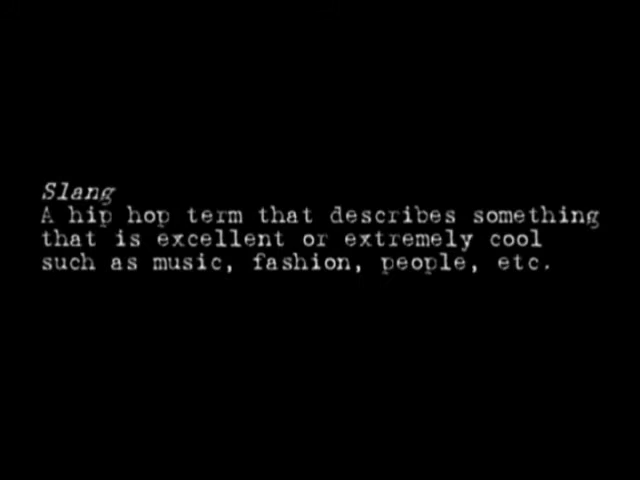 Slang
A hip hop term that describes something
that is excellent or extremely cool
such as music, fashion, people, etc.